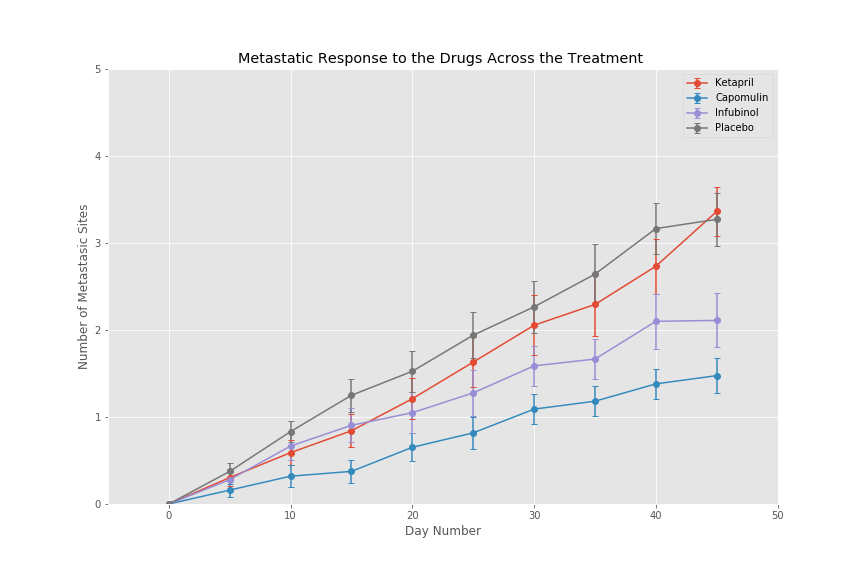 Metastatic Response to the Drugs Across the Treatment
Ketapril
Capomulin
Infubinol
Placebo
5
4
3
2
1
0
Number of Metastasic Sites
0 10 20 30 40 50
Day Number